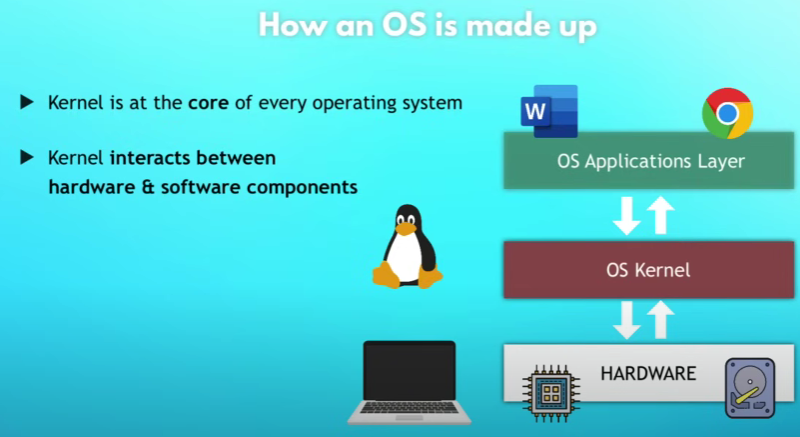 How an OS is made up
Kernel is at the core of every operating system
Kernel interacts between
hardware & software components
W
OS Applications Layer
OS Kernel
HARDWARE